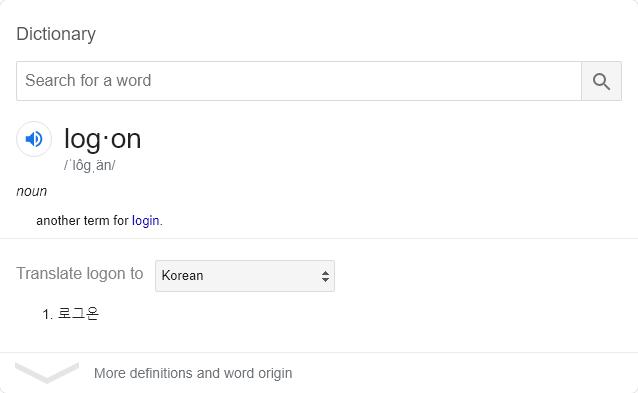 Dictionary
Search for a word
log·on
/ˈlôɡˌän/
noun
another term for login.
Translate logon to Korean
1. 로그온
More definitions and word origin